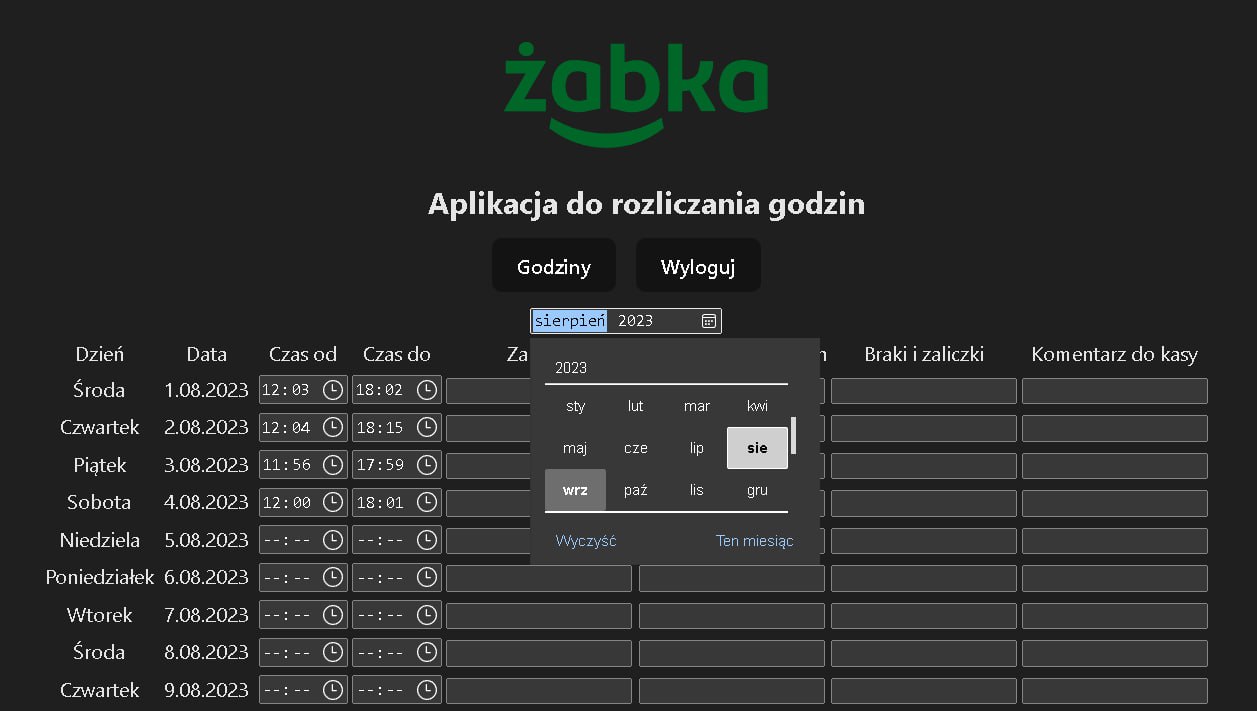 żabka
Aplikacja do rozliczania godzin
Godziny Wyloguj
sierpień 2023
Dzień Data Czas od Czas do Za Braki i zaliczki Komentarz do kasy
2023
sty lut mar kwi
maj cze lip sie
wrz paź lis gru
Wyczyść Ten miesiąc
Środa 1.08.2023 12:03 18:02
Czwartek 2.08.2023 12:04 18:15
Piątek 3.08.2023 11:56 17:59
Sobota 4.08.2023 12:00 18:01
Niedziela 5.08.2023 --:-- --:--
Poniedziałek 6.08.2023 --:-- --:--
Wtorek 7.08.2023 --:-- --:--
Środa 8.08.2023 --:-- --:--
Czwartek 9.08.2023 --:-- --:--